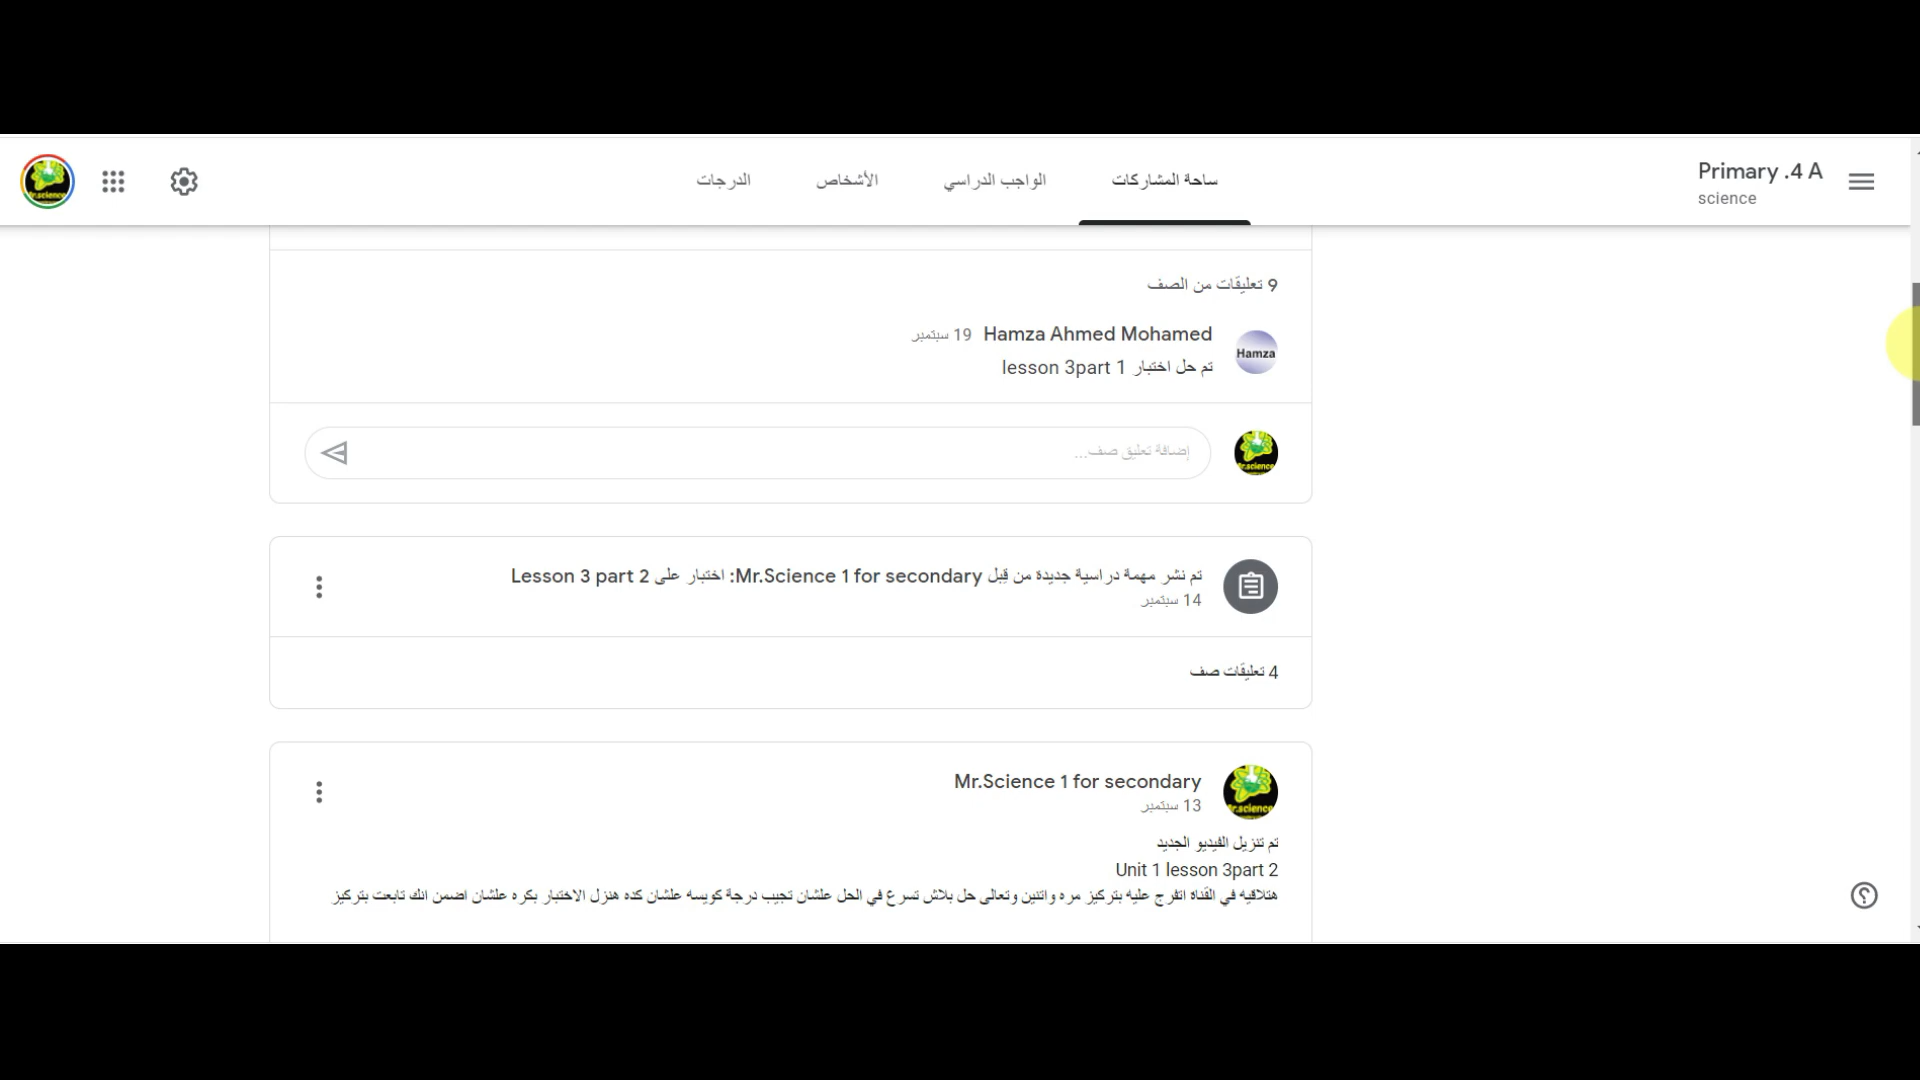 Primary .4 A
science
ساحة المشاركات
الواجب الدراسي
الأشخاص
الدرجات
9 تعليقات من الصف
Hamza Ahmed Mohamed 19 سبتمبر
تم حل اختبار lesson 3part 1
Hamza
إضافة تعليق صف...
تم نشر مهمة دراسية جديدة من قِبل Mr.Science 1 for secondary: اختبار على Lesson 3 part 2
14 سبتمبر
4 تعليقات صف
Mr.Science 1 for secondary
13 سبتمبر
تم تنزيل الفيديو الجديد
Unit 1 lesson 3part 2
هتلاقيه في القناة اتفرج عليه بتركيز مره واتنين وتعالى حل بلاش تسرع في الحل علشان تجيب درجة كويسه علشان كده هنزل الاختبار بكره علشان اضمن انك تابعت بتركيز